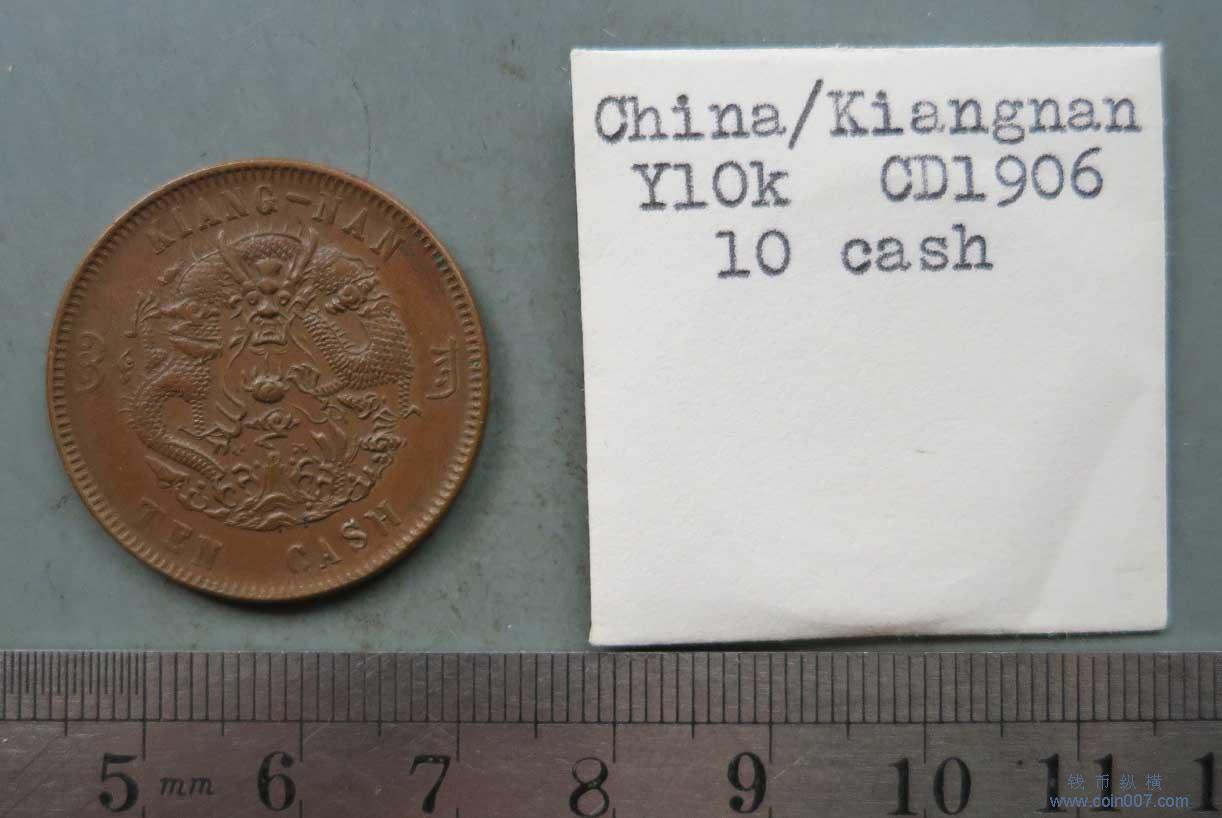 KIANG-NAN
TEN CASH
China/Kiangnan
Y10k CD1906
10 cash
5 mm 6 7 8 9 10 11 1
钱币纵横
www.coin007.com